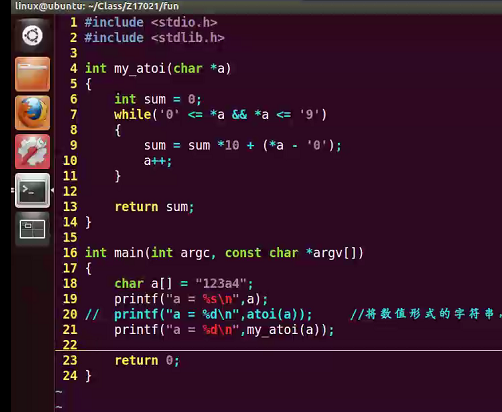 linux@ubuntu: ~/Class/Z17021/fun
1 #include <stdio.h>
2 #include <stdlib.h>
3
4 int my_atoi(char *a)
5 {
6     int sum = 0;
7     while('0' <= *a && *a <= '9')
8     {
9         sum = sum *10 + (*a - '0');
10         a++;
11     }
12
13     return sum;
14 }
15
16 int main(int argc, const char *argv[])
17 {
18     char a[] = "123a4";
19     printf("a = %s\n",a);
20 //  printf("a = %d\n",atoi(a));     //将数值形式的字符串
21     printf("a = %d\n",my_atoi(a));
22
23     return 0;
24 }
~
~